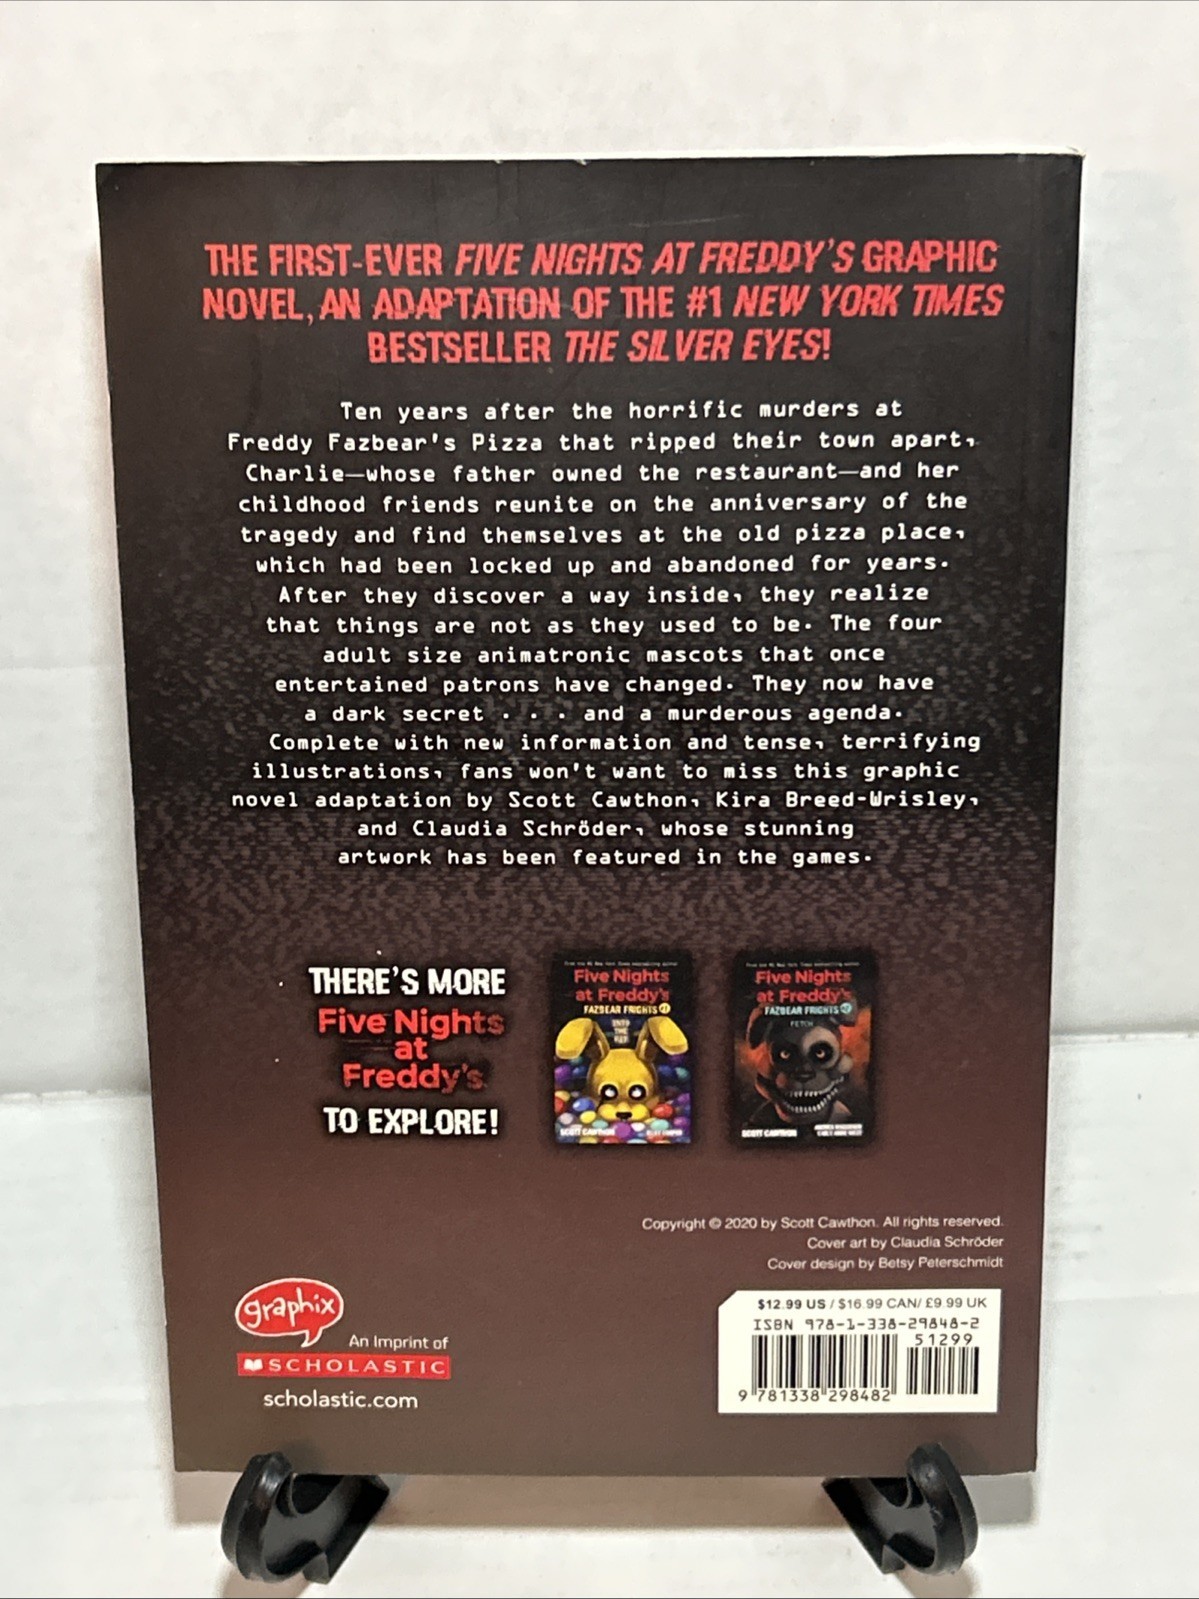 THE FIRST-EVER FIVE NIGHTS AT FREDDY'S GRAPHIC
NOVEL, AN ADAPTATION OF THE #1 NEW YORK TIMES
BESTSELLER THE SILVER EYES!
Ten years after the horrific murders at
Freddy Fazbear's Pizza that ripped their town apart,
Charlie—whose father owned the restaurant—and her
childhood friends reunite on the anniversary of the
tragedy and find themselves at the old pizza place,
which had been locked up and abandoned for years.
After they discover a way inside, they realize
that things are not as they used to be. The four
adult size animatronic mascots that once
entertained patrons have changed. They now have
a dark secret . . . and a murderous agenda.
Complete with new information and tense, terrifying
illustrations, fans won't want to miss this graphic
novel adaptation by Scott Cawthon, Kira Breed-Wrisley,
and Claudia Schröder, whose stunning
artwork has been featured in the games.
THERE'S MORE
Five Nights
at
Freddy's
TO EXPLORE!
Five Nights
at Freddy's
FAZBEAR FRIGHTS #1
INTO
THE
PIT
SCOTT CAWTHON
Five Nights
at Freddy's
FAZBEAR FRIGHTS #2
FETCH
SCOTT CAWTHON
Copyright © 2020 by Scott Cawthon. All rights reserved.
Cover art by Claudia Schröder
Cover design by Betsy Peterschmidt
graphix
An Imprint of
SCHOLASTIC
scholastic.com
$12.99 US / $16.99 CAN/ £9.99 UK
ISBN 978-1-338-29848-2
51299
9 781338 298482